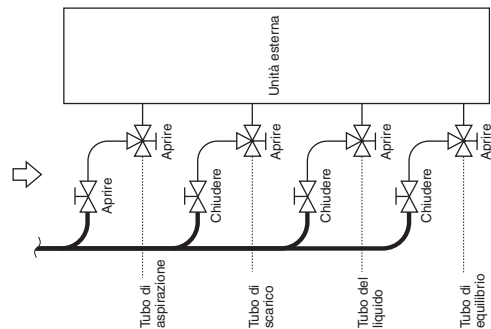 Unità esterna
Aprire
Aprire
Chiudere
Aprire
Chiudere
Aprire
Chiudere
Aprire
Tubo di
aspirazione
Tubo di
scarico
Tubo del
liquido
Tubo di
equilibrio